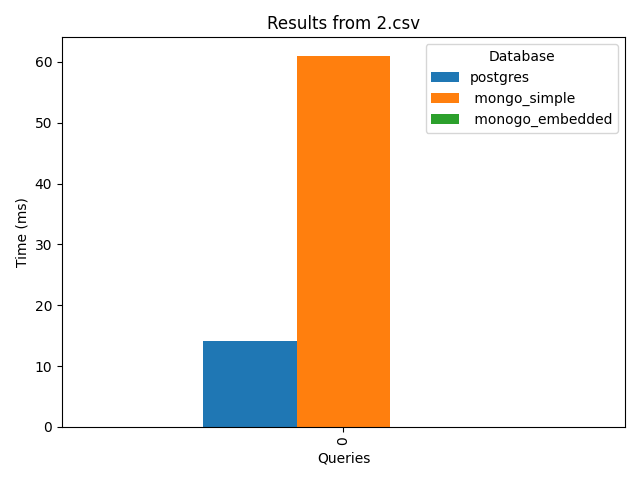 Results from 2.csv
Database
postgres
mongo_simple
monogo_embedded
60
50
40
30
20
10
0
Time (ms)
0
Queries